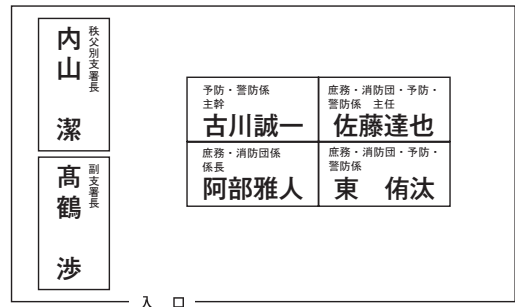 秩父別支署長
内山 潔
副支署長
髙鶴 渉
予防・警防係
主幹
古川誠一
庶務・消防団・予防・
警防係 主任
佐藤達也
庶務・消防団係
係長
阿部雅人
庶務・消防団・予防・
警防係
東 侑汰
入 口